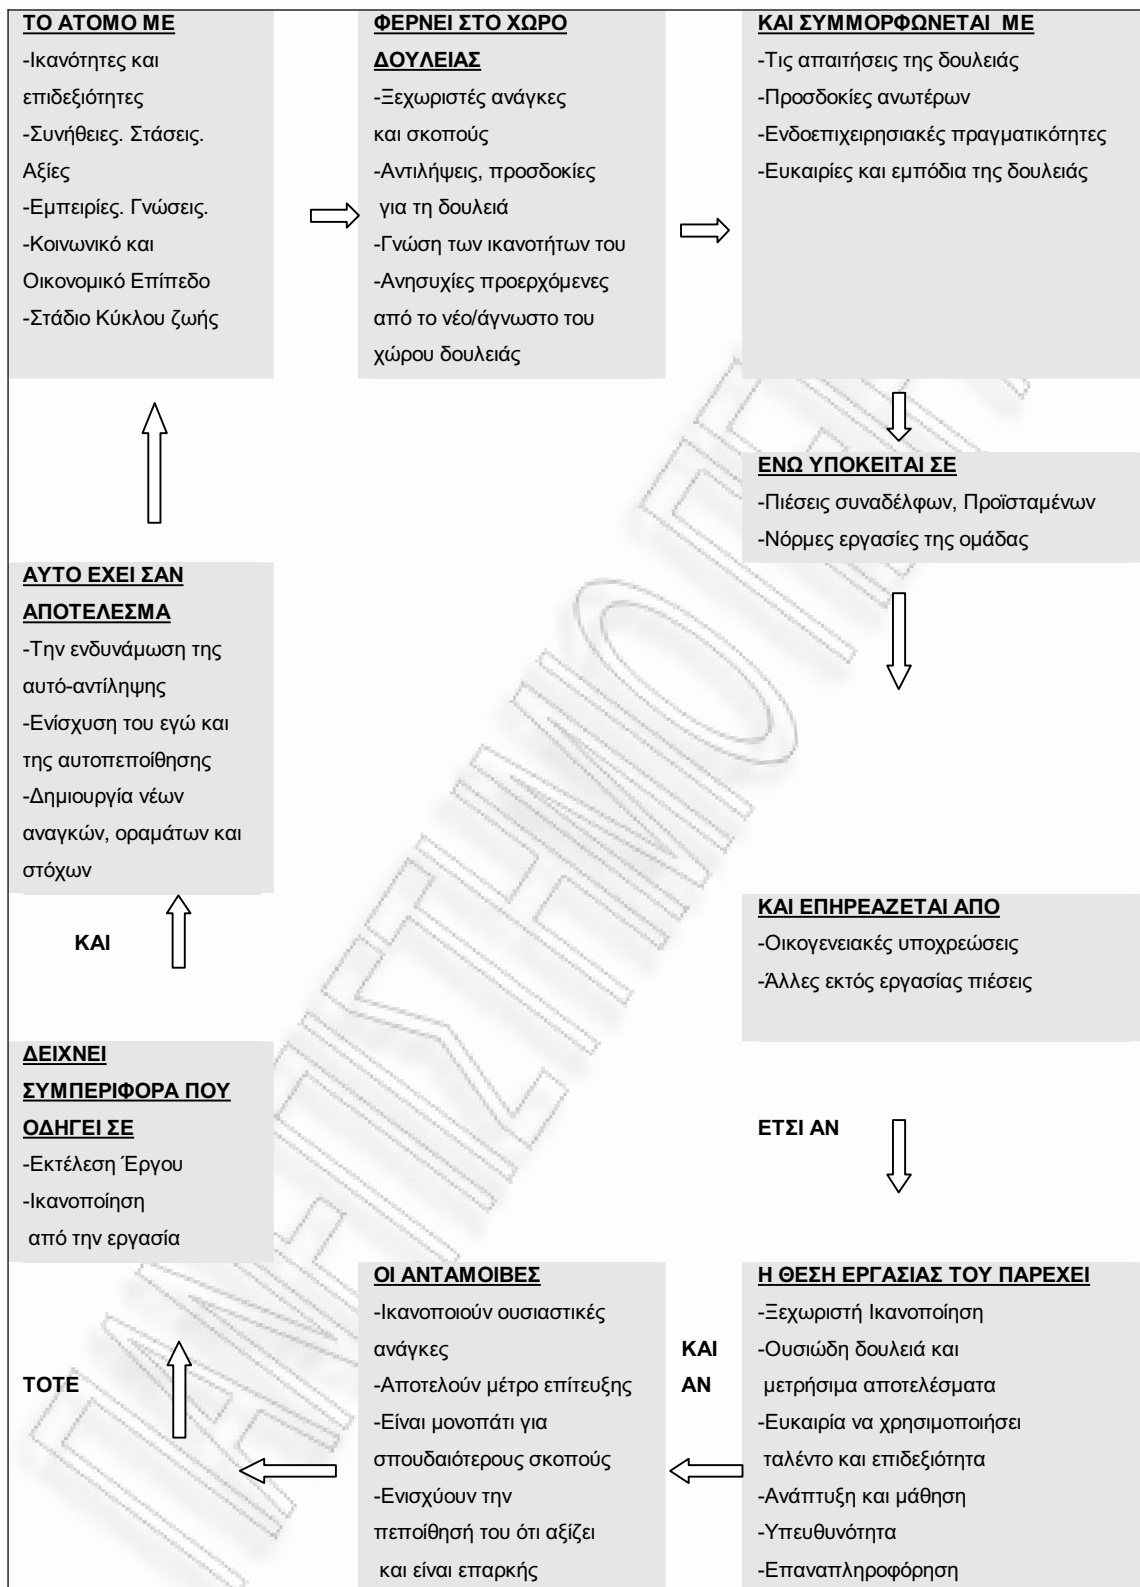 ΤΟ ΑΤΟΜΟ ΜΕ
-Ικανότητες και
επιδεξιότητες
-Συνήθειες. Στάσεις.
Αξίες
-Εμπειρίες. Γνώσεις.
-Κοινωνικό και
Οικονομικό Επίπεδο
-Στάδιο Κύκλου ζωής
ΦΕΡΝΕΙ ΣΤΟ ΧΩΡΟ
ΔΟΥΛΕΙΑΣ
-Ξεχωριστές ανάγκες
και σκοπούς
-Αντιλήψεις, προσδοκίες
για τη δουλειά
-Γνώση των ικανοτήτων του
-Ανησυχίες προερχόμενες
από το νέο/άγνωστο του
χώρου δουλειάς
ΚΑΙ ΣΥΜΜΟΡΦΩΝΕΤΑΙ ΜΕ
-Τις απαιτήσεις της δουλειάς
-Προσδοκίες ανωτέρων
-Ενδοεπιχειρησιακές πραγματικότητες
-Ευκαιρίες και εμπόδια της δουλειάς
ΕΝΩ ΥΠΟΚΕΙΤΑΙ ΣΕ
-Πιέσεις συναδέλφων, Προϊσταμένων
-Νόρμες εργασίες της ομάδας
ΚΑΙ ΕΠΗΡΕΑΖΕΤΑΙ ΑΠΟ
-Οικογενειακές υποχρεώσεις
-Άλλες εκτός εργασίας πιέσεις
ΕΤΣΙ ΑΝ
Η ΘΕΣΗ ΕΡΓΑΣΙΑΣ ΤΟΥ ΠΑΡΕΧΕΙ
-Ξεχωριστή Ικανοποίηση
-Ουσιώδη δουλειά και
μετρήσιμα αποτελέσματα
-Ευκαιρία να χρησιμοποιήσει
ταλέντο και επιδεξιότητα
-Ανάπτυξη και μάθηση
-Υπευθυνότητα
-Επαναπληροφόρηση
ΚΑΙ
ΑΝ
ΟΙ ΑΝΤΑΜΟΙΒΕΣ
-Ικανοποιούν ουσιαστικές
ανάγκες
-Αποτελούν μέτρο επίτευξης
-Είναι μονοπάτι για
σπουδαιότερους σκοπούς
-Ενισχύουν την
πεποίθησή του ότι αξίζει
και είναι επαρκής
ΤΟΤΕ
ΔΕΙΧΝΕΙ
ΣΥΜΠΕΡΙΦΟΡΑ ΠΟΥ
ΟΔΗΓΕΙ ΣΕ
-Εκτέλεση Έργου
-Ικανοποίηση
από την εργασία
ΚΑΙ
ΑΥΤΟ ΕΧΕΙ ΣΑΝ
ΑΠΟΤΕΛΕΣΜΑ
-Την ενδυνάμωση της
αυτό-αντίληψης
-Ενίσχυση του εγώ και
της αυτοπεποίθησης
-Δημιουργία νέων
αναγκών, οραμάτων και
στόχων